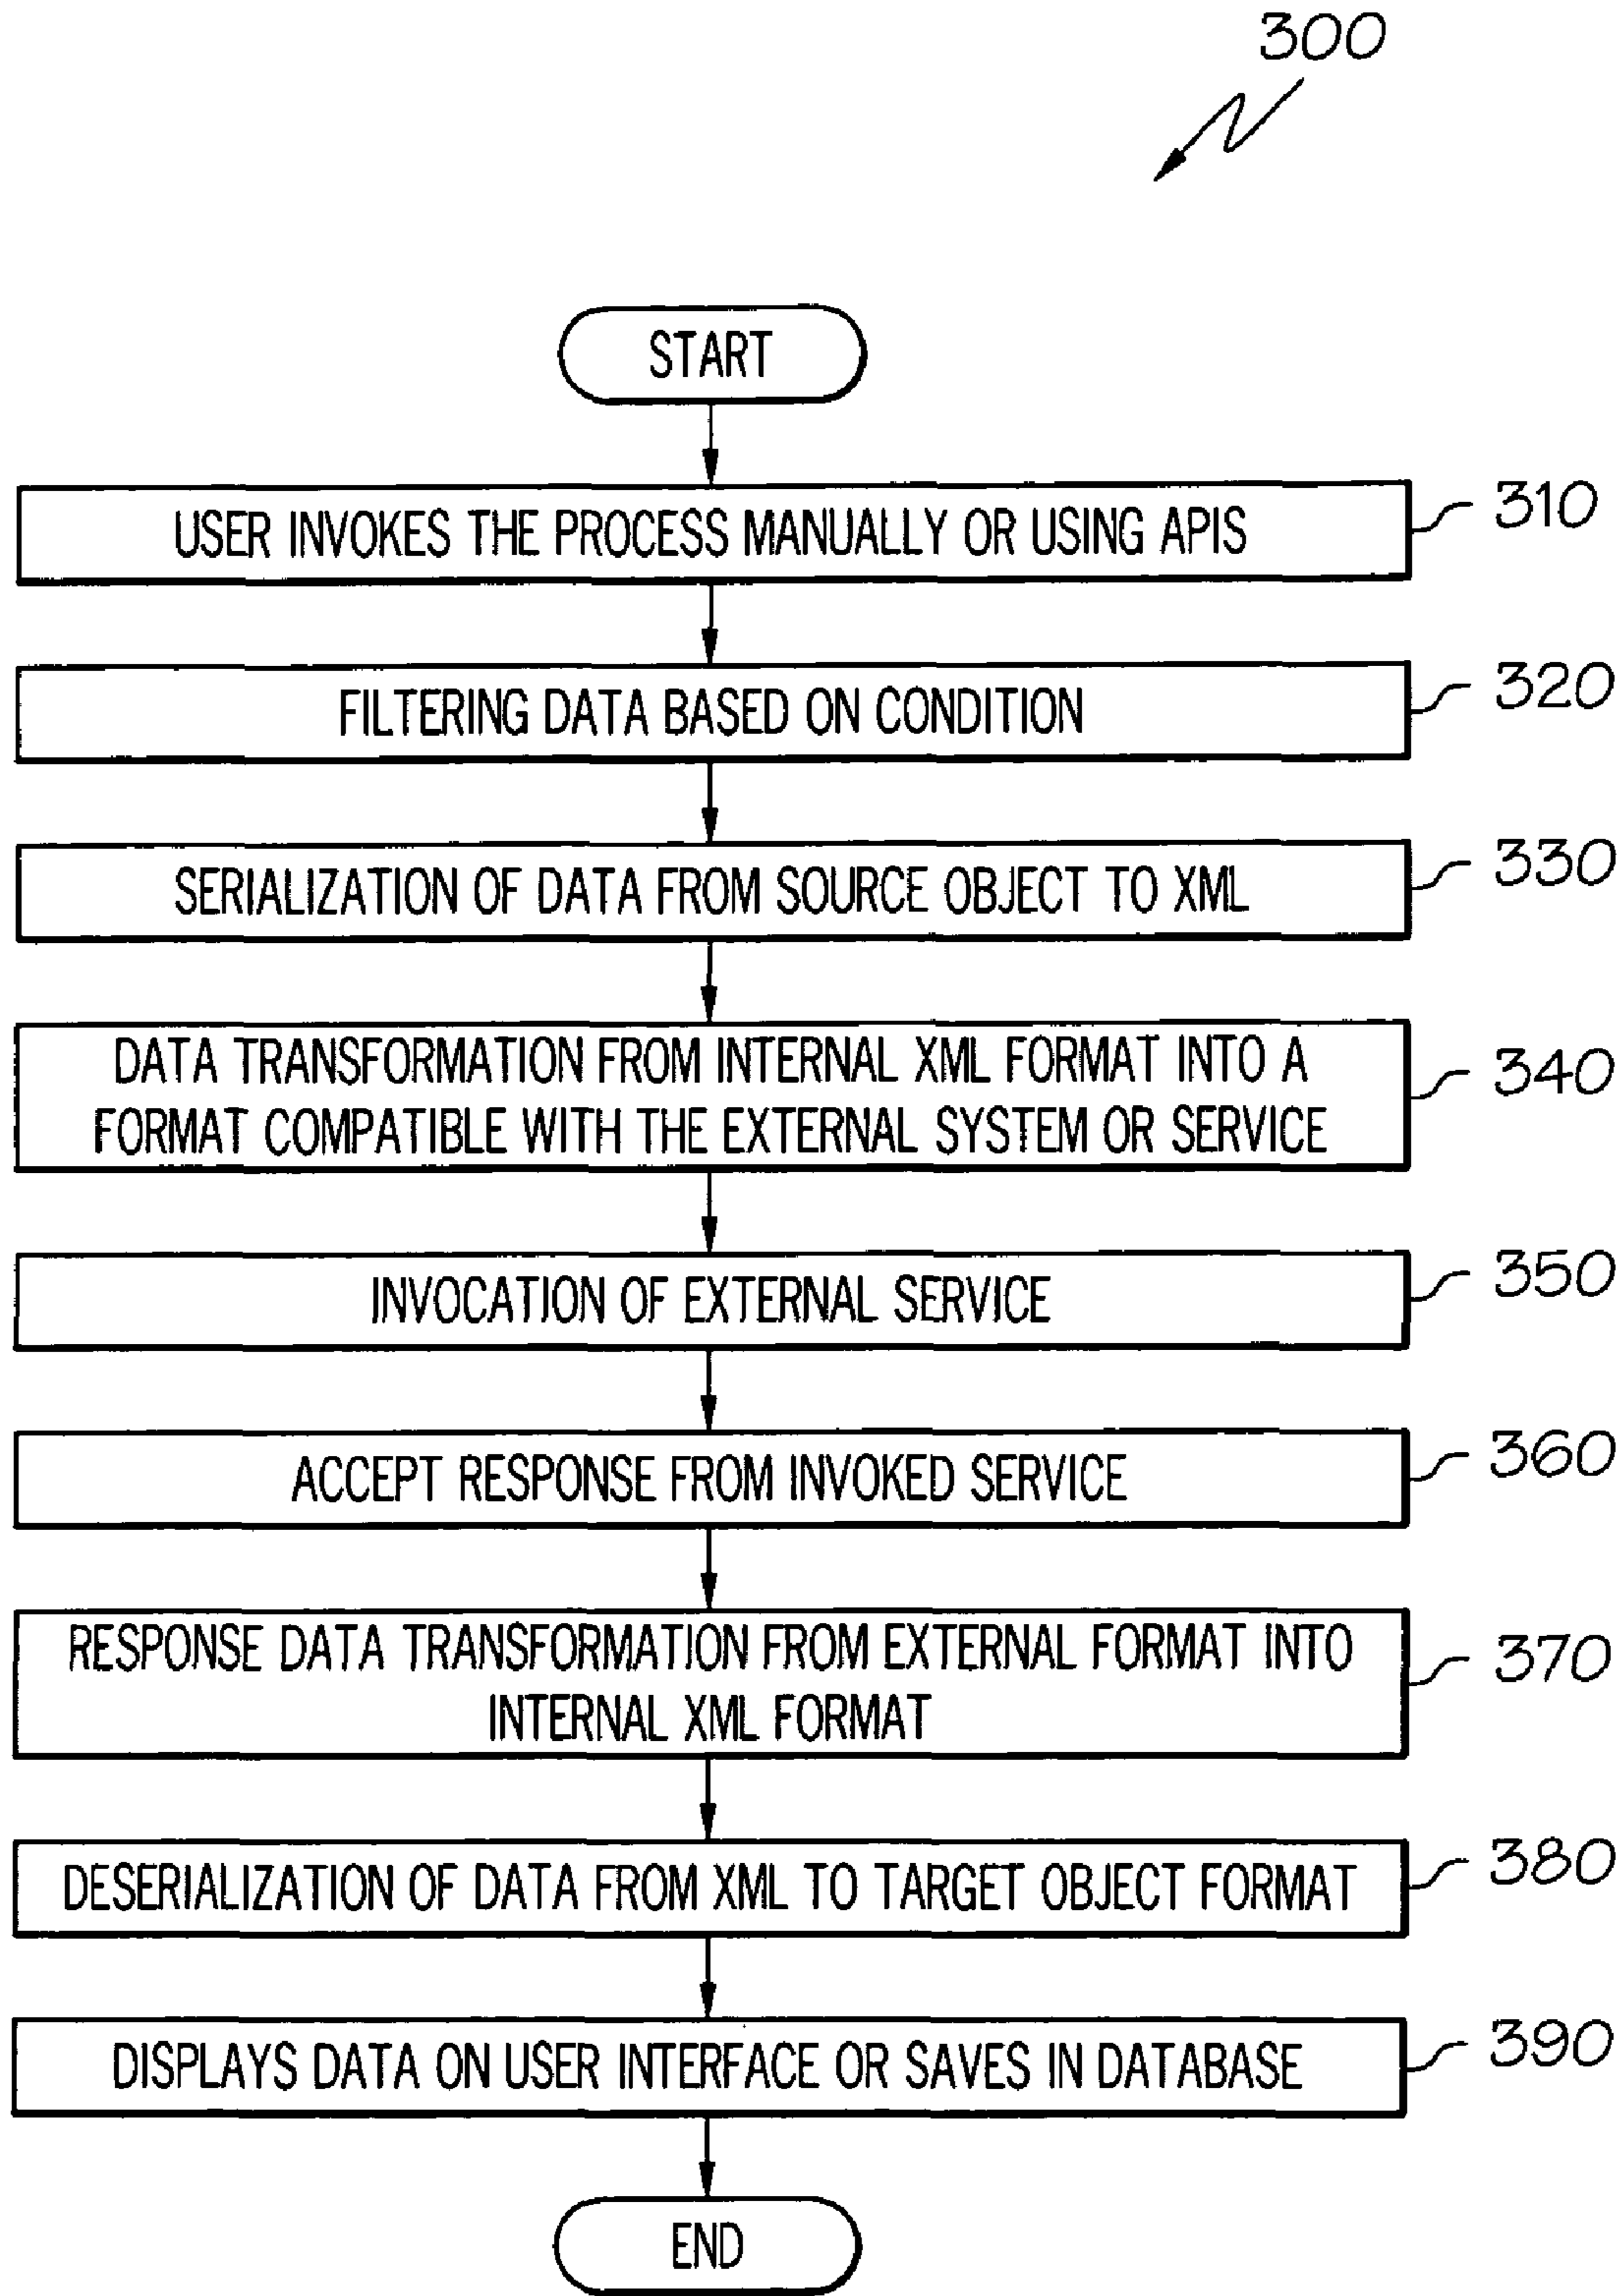 300
START
USER INVOKES THE PROCESS MANUALLY OR USING APIS
310
FILTERING DATA BASED ON CONDITION
320
SERIALIZATION OF DATA FROM SOURCE OBJECT TO XML
330
DATA TRANSFORMATION FROM INTERNAL XML FORMAT INTO A
FORMAT COMPATIBLE WITH THE EXTERNAL SYSTEM OR SERVICE
340
INVOCATION OF EXTERNAL SERVICE
350
ACCEPT RESPONSE FROM INVOKED SERVICE
360
RESPONSE DATA TRANSFORMATION FROM EXTERNAL FORMAT INTO
INTERNAL XML FORMAT
370
DESERIALIZATION OF DATA FROM XML TO TARGET OBJECT FORMAT
380
DISPLAYS DATA ON USER INTERFACE OR SAVES IN DATABASE
390
END